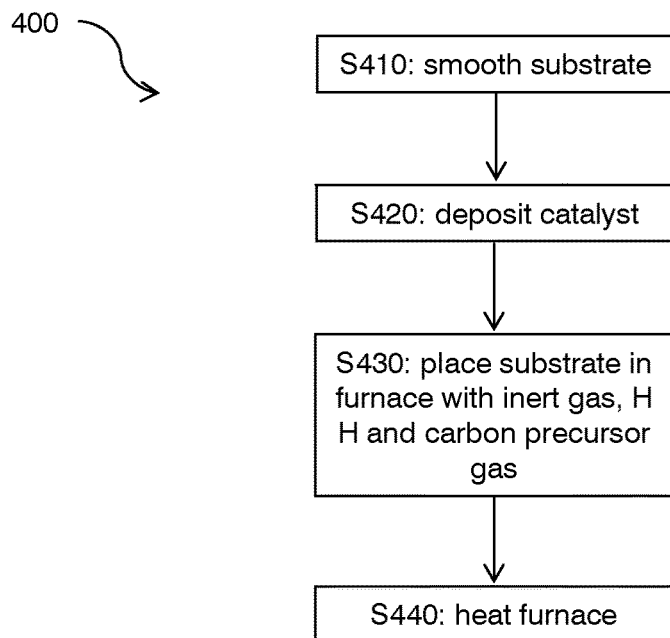 400
S410: smooth substrate
S420: deposit catalyst
S430: place substrate in
furnace with inert gas, H
H and carbon precursor
gas
S440: heat furnace